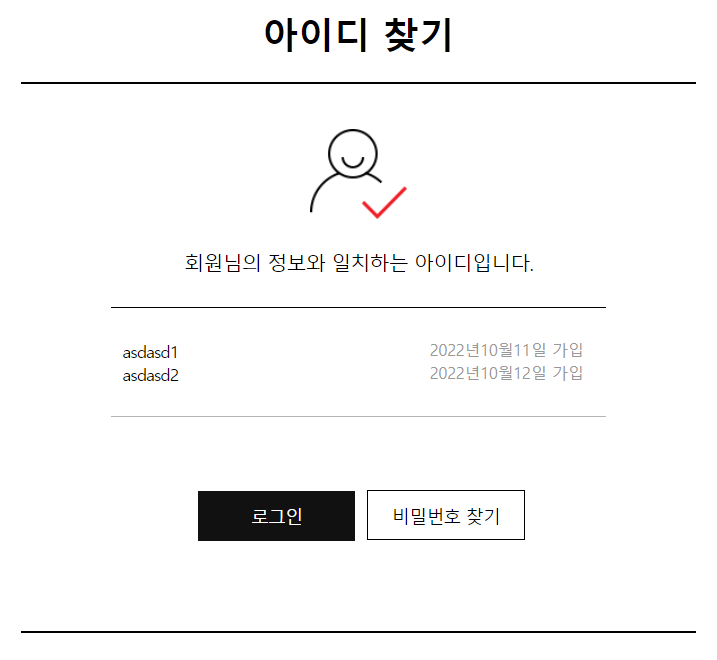 아이디 찾기
회원님의 정보와 일치하는 아이디입니다.
asdasd1 2022년10월11일 가입
asdasd2 2022년10월12일 가입
로그인 비밀번호 찾기